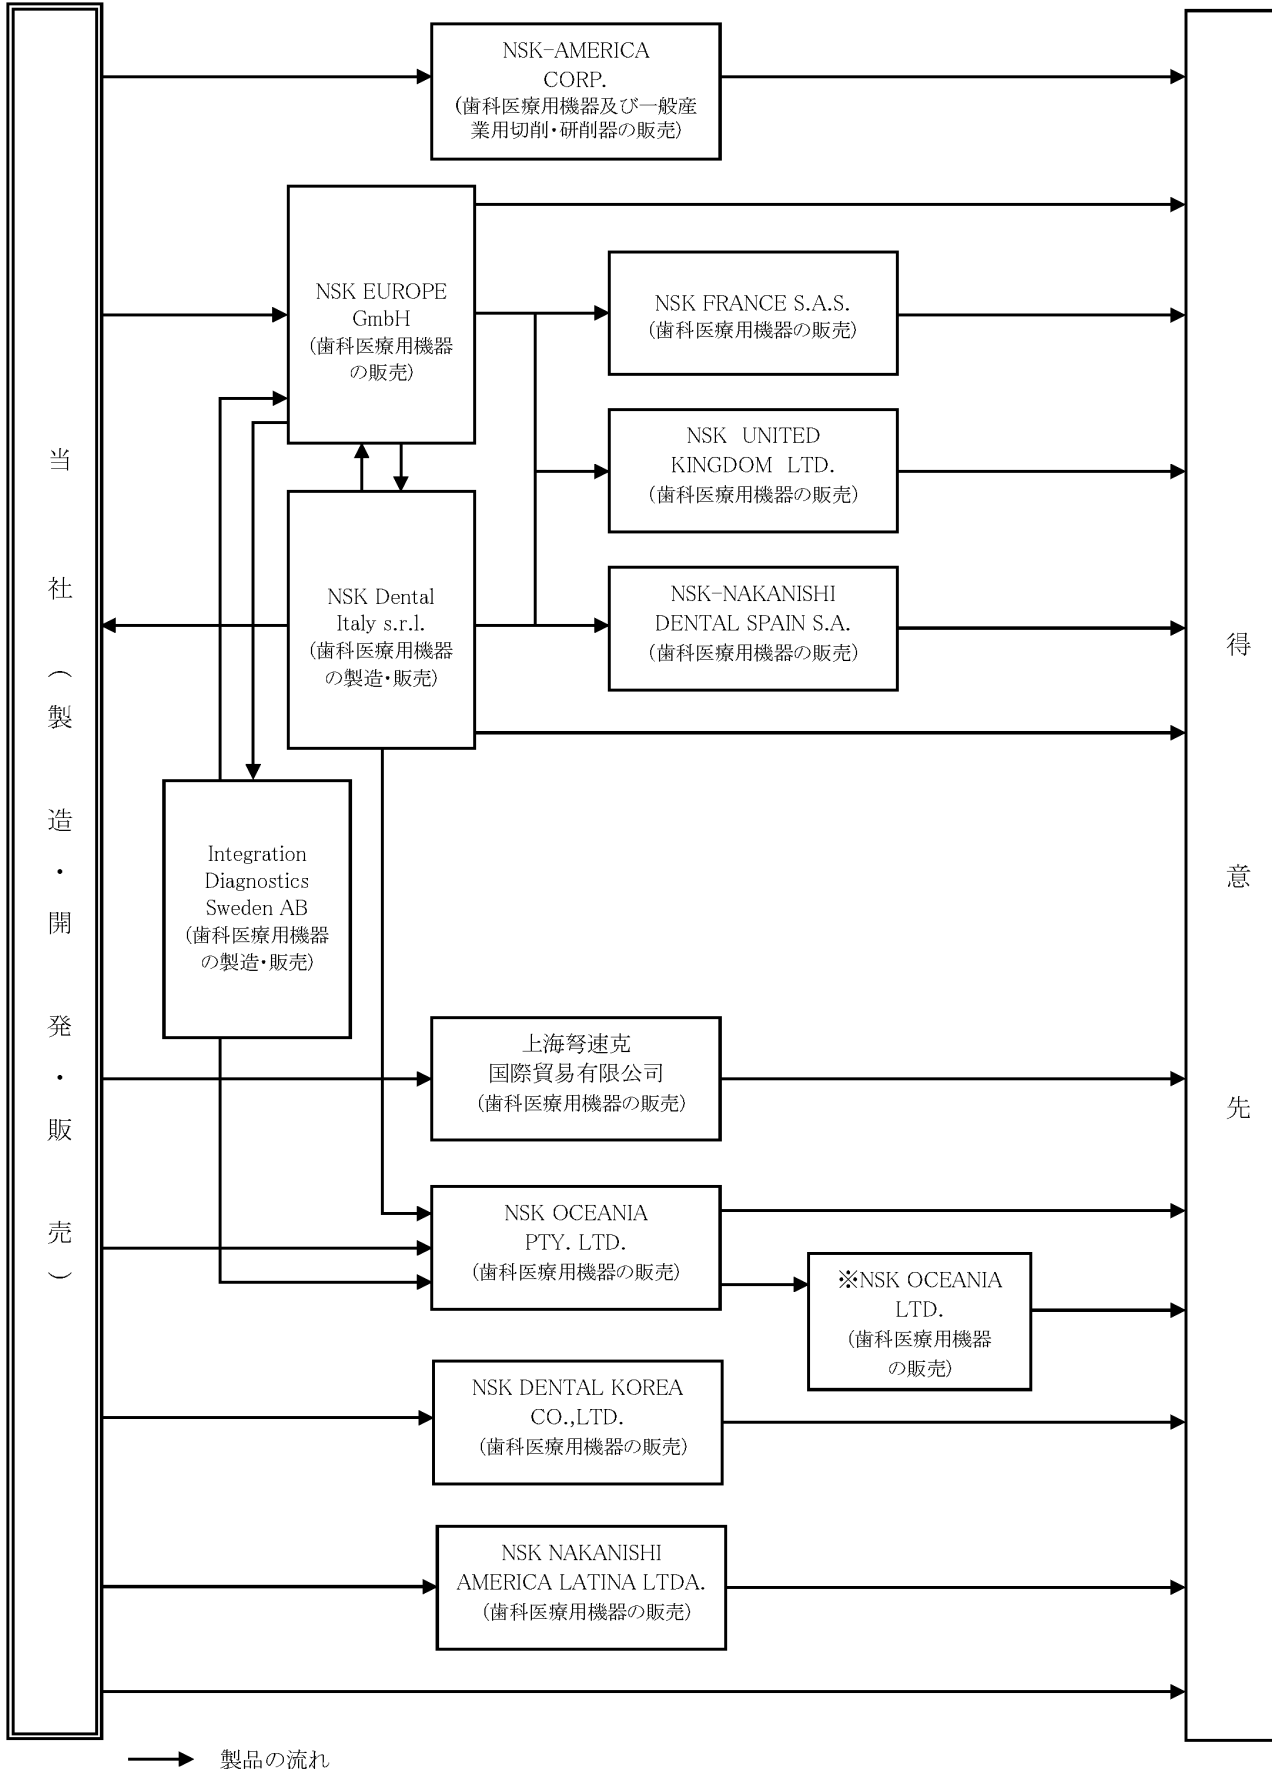 NSK-AMERICA
CORP.
(歯科医療用機器及び一般産
業用切削・研削器の販売)
NSK EUROPE
GmbH
(歯科医療用機器
の販売)
NSK FRANCE S.A.S.
(歯科医療用機器の販売)
NSK UNITED
KINGDOM LTD.
(歯科医療用機器の販売)
当社(製造・開発・販売)
NSK Dental
Italy s.r.l.
(歯科医療用機器
の製造・販売)
NSK-NAKANISHI
DENTAL SPAIN S.A.
(歯科医療用機器の販売)
得意先
Integration
Diagnostics
Sweden AB
(歯科医療用機器
の製造・販売)
上海弩速克
国際貿易有限公司
(歯科医療用機器の販売)
NSK OCEANIA
PTY. LTD.
(歯科医療用機器の販売)
※NSK OCEANIA
LTD.
(歯科医療用機器
の販売)
NSK DENTAL KOREA
CO.,LTD.
(歯科医療用機器の販売)
NSK NAKANISHI
AMERICA LATINA LTDA.
(歯科医療用機器の販売)
製品の流れ